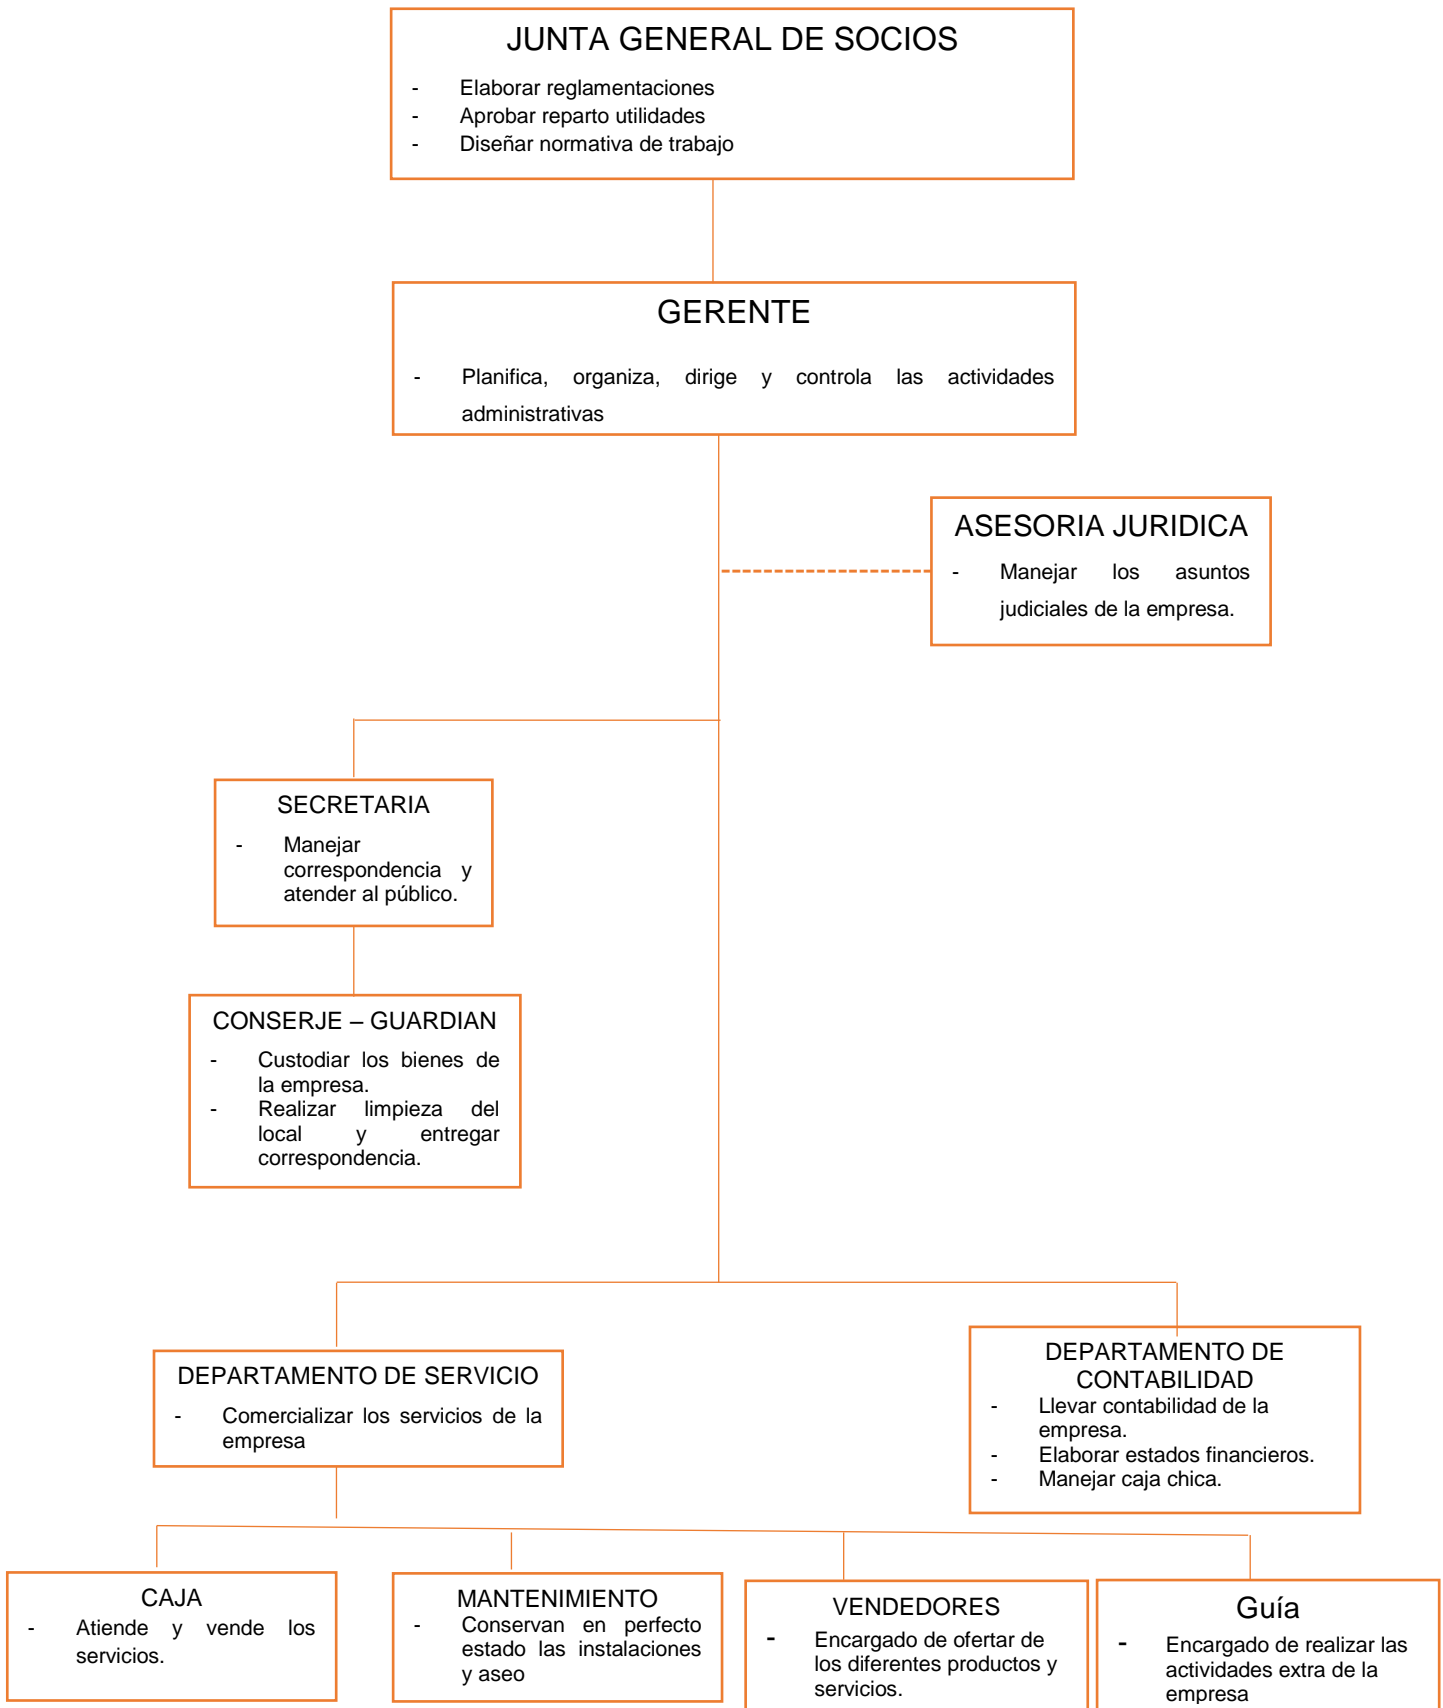 JUNTA GENERAL DE SOCIOS
- Elaborar reglamentaciones
- Aprobar reparto utilidades
- Diseñar normativa de trabajo
GERENTE
- Planifica, organiza, dirige y controla las actividades
administrativas
ASESORIA JURIDICA
- Manejar los asuntos
judiciales de la empresa.
SECRETARIA
- Manejar
correspondencia y
atender al público.
CONSERJE – GUARDIAN
- Custodiar los bienes de
la empresa.
- Realizar limpieza del
local y entregar
correspondencia.
DEPARTAMENTO DE SERVICIO
- Comercializar los servicios de la
empresa
DEPARTAMENTO DE
CONTABILIDAD
- Llevar contabilidad de la
empresa.
- Elaborar estados financieros.
- Manejar caja chica.
CAJA
- Atiende y vende los
servicios.
MANTENIMIENTO
- Conservan en perfecto
estado las instalaciones
y aseo
VENDEDORES
- Encargado de ofertar de
los diferentes productos y
servicios.
Guía
- Encargado de realizar las
actividades extra de la
empresa